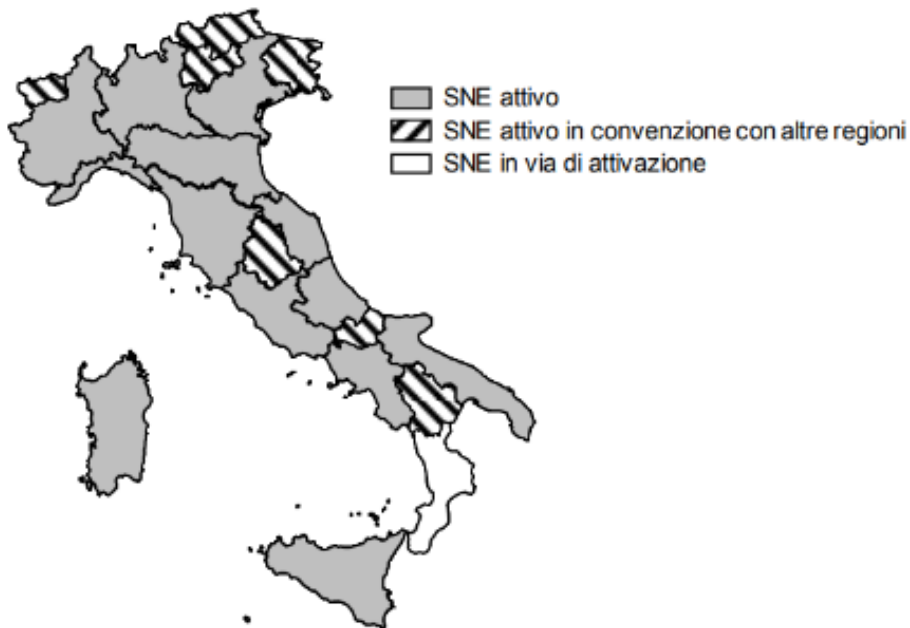 SNE attivo
SNE attivo in convenzione con altre regioni
SNE in via di attivazione